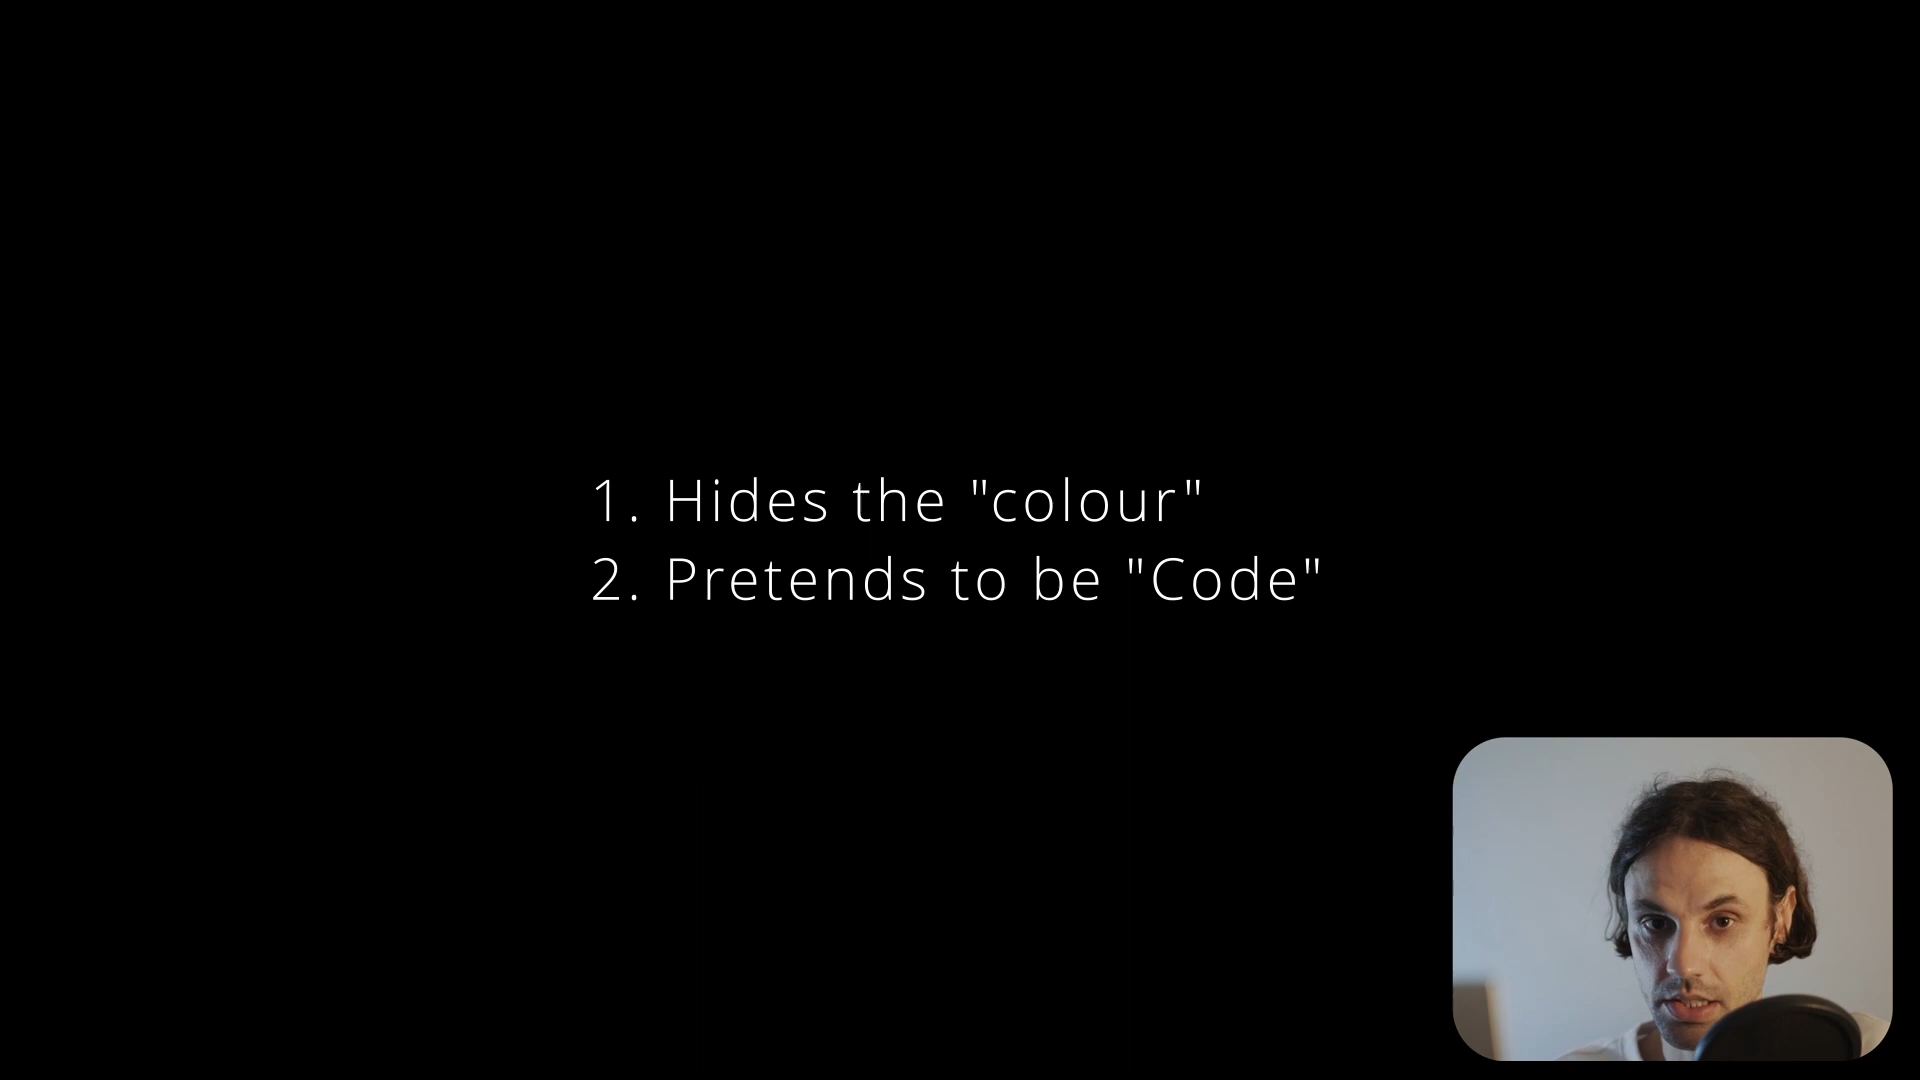 1. Hides the "colour"
2. Pretends to be "Code"